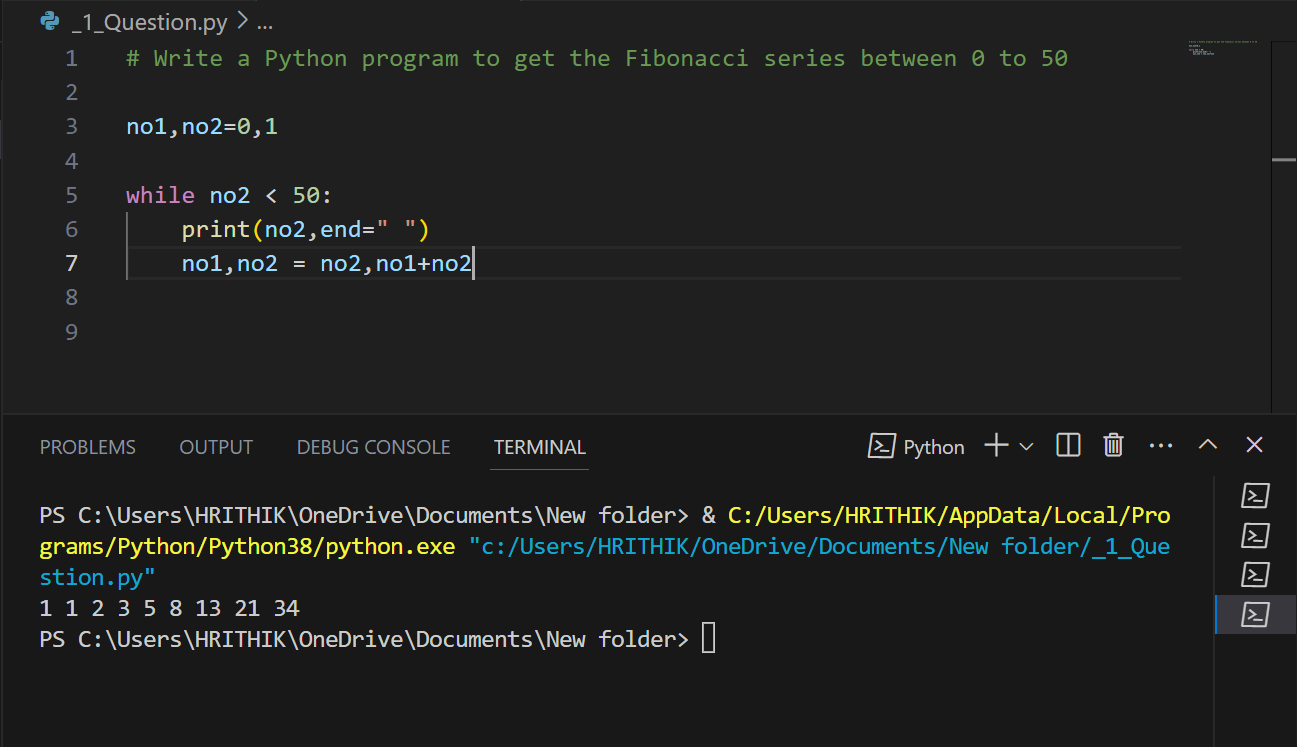 _1_Question.py > ...
1 # Write a Python program to get the Fibonacci series between 0 to 50
2
3 no1,no2=0,1
4
5 while no2 < 50:
6     print(no2,end=" ")
7     no1,no2 = no2,no1+no2
8
9
PROBLEMS OUTPUT DEBUG CONSOLE TERMINAL Python
PS C:\Users\HRITHIK\OneDrive\Documents\New folder> & C:/Users/HRITHIK/AppData/Local/Pro
grams/Python/Python38/python.exe "c:/Users/HRITHIK/OneDrive/Documents/New folder/_1_Que
stion.py"
1 1 2 3 5 8 13 21 34
PS C:\Users\HRITHIK\OneDrive\Documents\New folder>